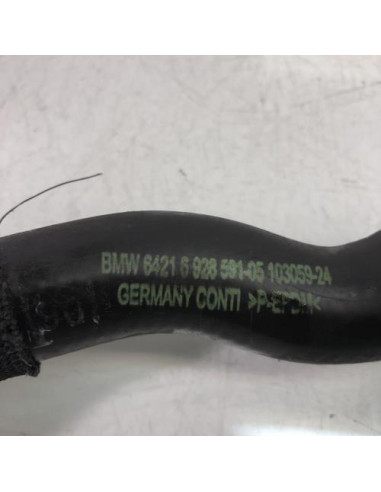 BMW 6421 6 928 591-05 103059-2A
GERMANY CONTI >P-EPDM<